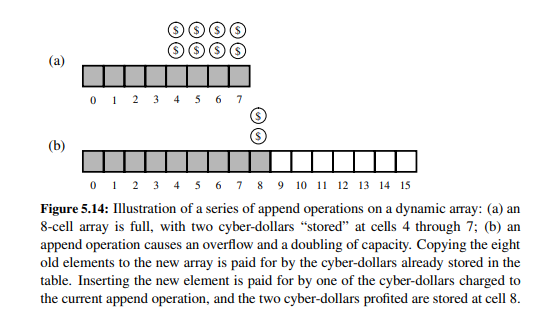 $ $ $ $
$ $ $ $
(a)
0 1 2 3 4 5 6 7
$
$
(b)
0 1 2 3 4 5 6 7 8 9 10 11 12 13 14 15
Figure 5.14: Illustration of a series of append operations on a dynamic array: (a) an
8-cell array is full, with two cyber-dollars “stored” at cells 4 through 7; (b) an
append operation causes an overflow and a doubling of capacity. Copying the eight
old elements to the new array is paid for by the cyber-dollars already stored in the
table. Inserting the new element is paid for by one of the cyber-dollars charged to
the current append operation, and the two cyber-dollars profited are stored at cell 8.